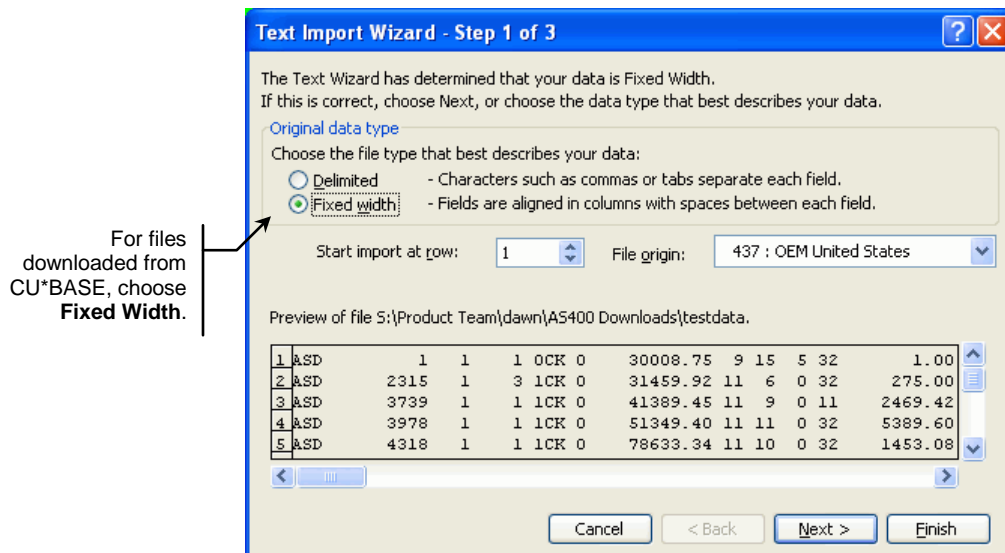 Text Import Wizard - Step 1 of 3
The Text Wizard has determined that your data is Fixed Width.
If this is correct, choose Next, or choose the data type that best describes your data.
Original data type
Choose the file type that best describes your data:
Delimited - Characters such as commas or tabs separate each field.
Fixed width - Fields are aligned in columns with spaces between each field.
For files
downloaded from
CU*BASE, choose
Fixed Width.
Start import at row: 1 File origin: 437 : OEM United States
Preview of file S:\Product Team\dawn\AS400 Downloads\testdata.
1 ASD 1 1 1 0CK 0 30008.75 9 15 5 32 1.00
2 ASD 2315 1 3 1CK 0 31459.92 11 6 0 32 275.00
3 ASD 3739 1 1 1CK 0 41389.45 11 9 0 11 2469.42
4 ASD 3978 1 1 1CK 0 51349.40 11 11 0 32 5389.60
5 ASD 4318 1 1 1CK 0 78633.34 11 10 0 32 1453.08
Cancel < Back Next > Finish